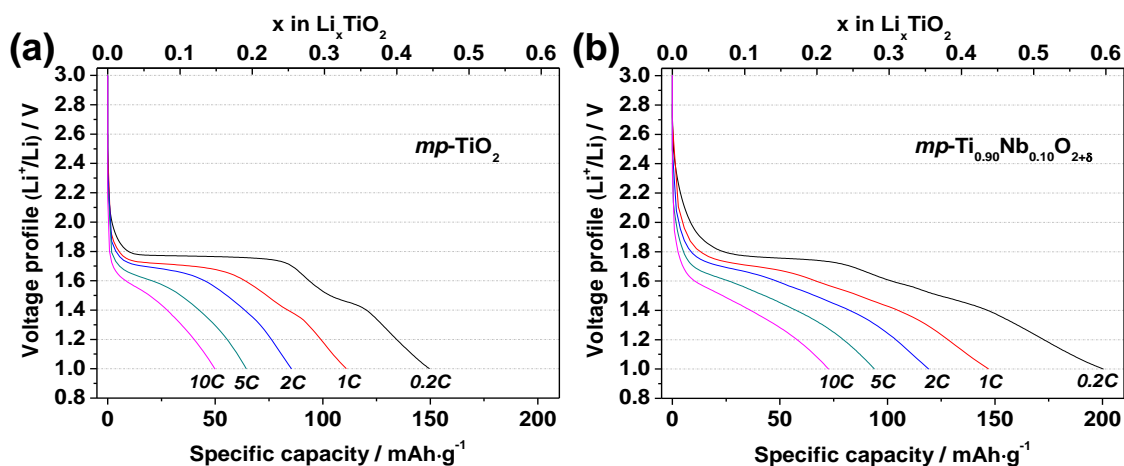 (a)
x in LiₓTiO₂
0.0 0.1 0.2 0.3 0.4 0.5 0.6
3.0
2.8
2.6
2.4
2.2
2.0
1.8
1.6
1.4
1.2
1.0
0.8
Voltage profile (Li⁺/Li) / V
mp-TiO₂
10C 5C 2C 1C 0.2C
0 50 100 150 200
Specific capacity / mAh·g⁻¹
(b)
x in LiₓTiO₂
0.0 0.1 0.2 0.3 0.4 0.5 0.6
3.0
2.8
2.6
2.4
2.2
2.0
1.8
1.6
1.4
1.2
1.0
0.8
Voltage profile (Li⁺/Li) / V
mp-Ti₀.₉₀Nb₀.₁₀O₂₊δ
10C 5C 2C 1C 0.2C
0 50 100 150 200
Specific capacity / mAh·g⁻¹